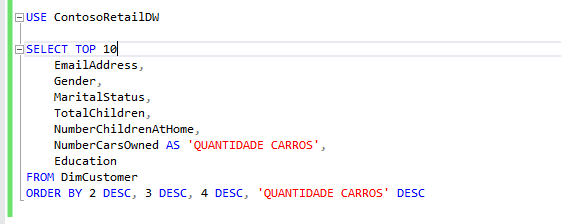 USE ContosoRetailDW
SELECT TOP 10
EmailAddress,
Gender,
MaritalStatus,
TotalChildren,
NumberChildrenAtHome,
NumberCarsOwned AS 'QUANTIDADE CARROS',
Education
FROM DimCustomer
ORDER BY 2 DESC, 3 DESC, 4 DESC, 'QUANTIDADE CARROS' DESC